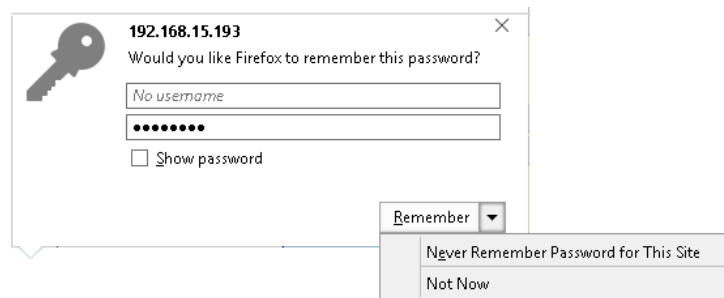 192.168.15.193
Would you like Firefox to remember this password?
No username
●●●●●●●●
Show password
Remember
Never Remember Password for This Site
Not Now